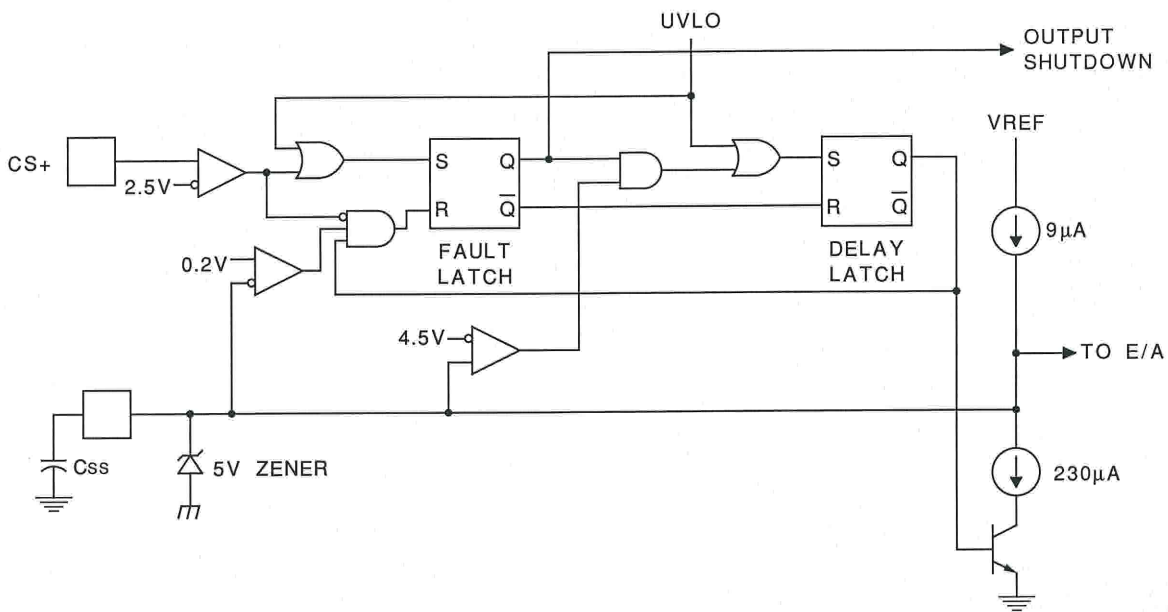 UVLO
OUTPUT
SHUTDOWN
VREF
CS+
2.5V
S Q
R Q̅
FAULT
LATCH
S Q
R Q̅
DELAY
LATCH
9µA
0.2V
4.5V
TO E/A
Css
5V ZENER
230µA